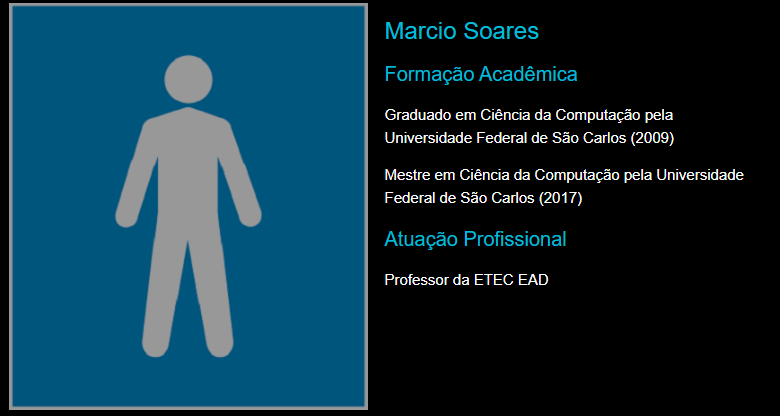 Marcio Soares
Formação Acadêmica
Graduado em Ciência da Computação pela
Universidade Federal de São Carlos (2009)
Mestre em Ciência da Computação pela Universidade
Federal de São Carlos (2017)
Atuação Profissional
Professor da ETEC EAD